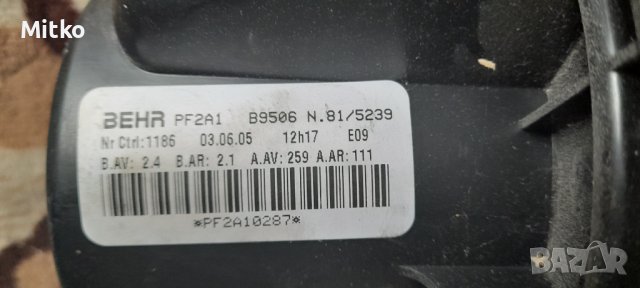 Mitko
BEHR PF2A1 B9506 N.81/5239
Nr Ctrl:1186 03.06.05 12h17 E09
B.AV: 2.4 B.AR: 2.1 A.AV: 259 A.AR: 111
*PF2A10287*
BAZAR